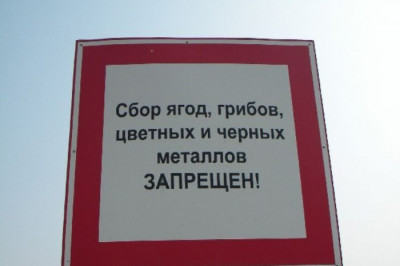 Сбор ягод, грибов,
цветных и черных
металлов
ЗАПРЕЩЕН!